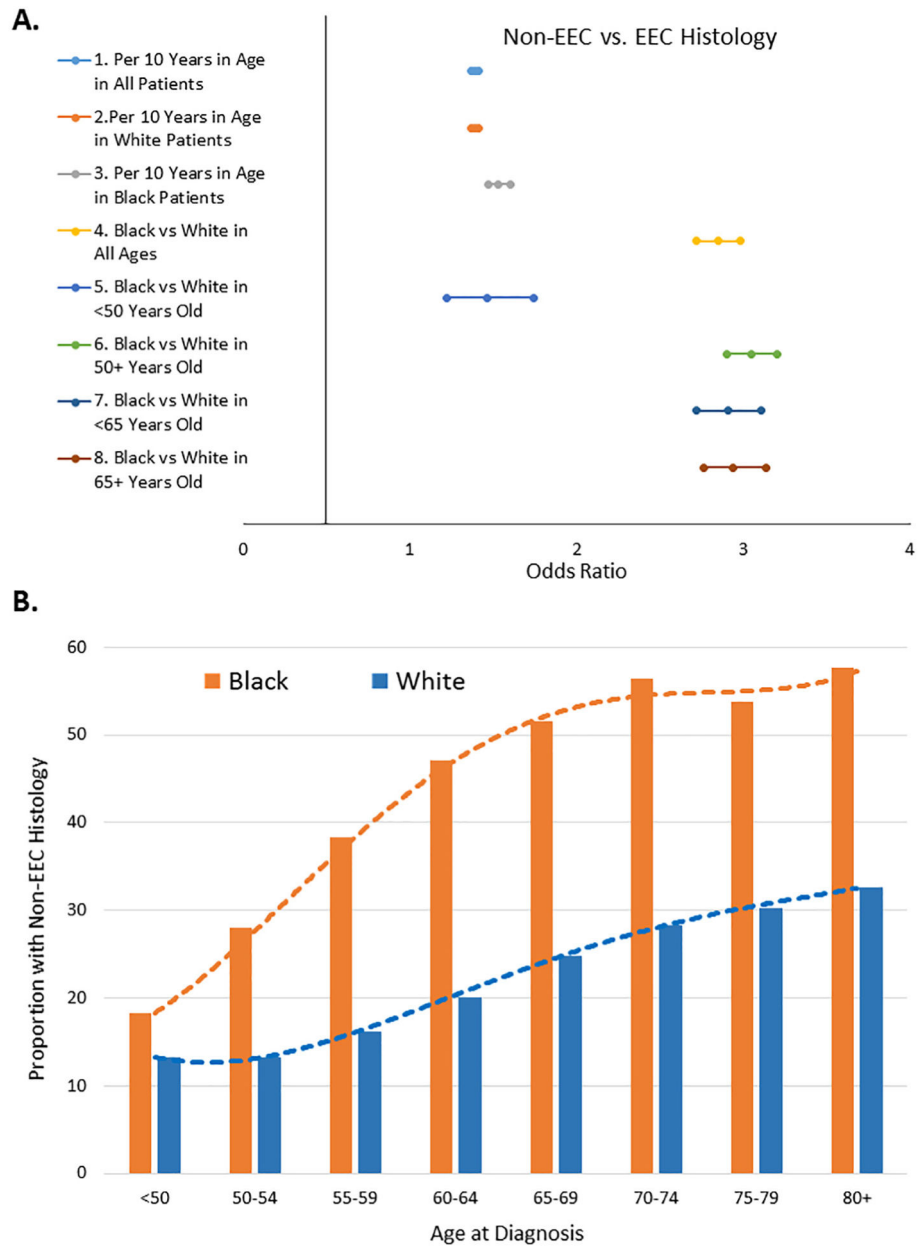 A.
Non-EEC vs. EEC Histology
1. Per 10 Years in Age
in All Patients
2.Per 10 Years in Age
in White Patients
3. Per 10 Years in Age
in Black Patients
4. Black vs White in
All Ages
5. Black vs White in
<50 Years Old
6. Black vs White in
50+ Years Old
7. Black vs White in
<65 Years Old
8. Black vs White in
65+ Years Old
0 1 2 3 4
Odds Ratio
B.
60
50
40
30
20
10
0
Proportion with Non-EEC Histology
Black White
<50 50-54 55-59 60-64 65-69 70-74 75-79 80+
Age at Diagnosis